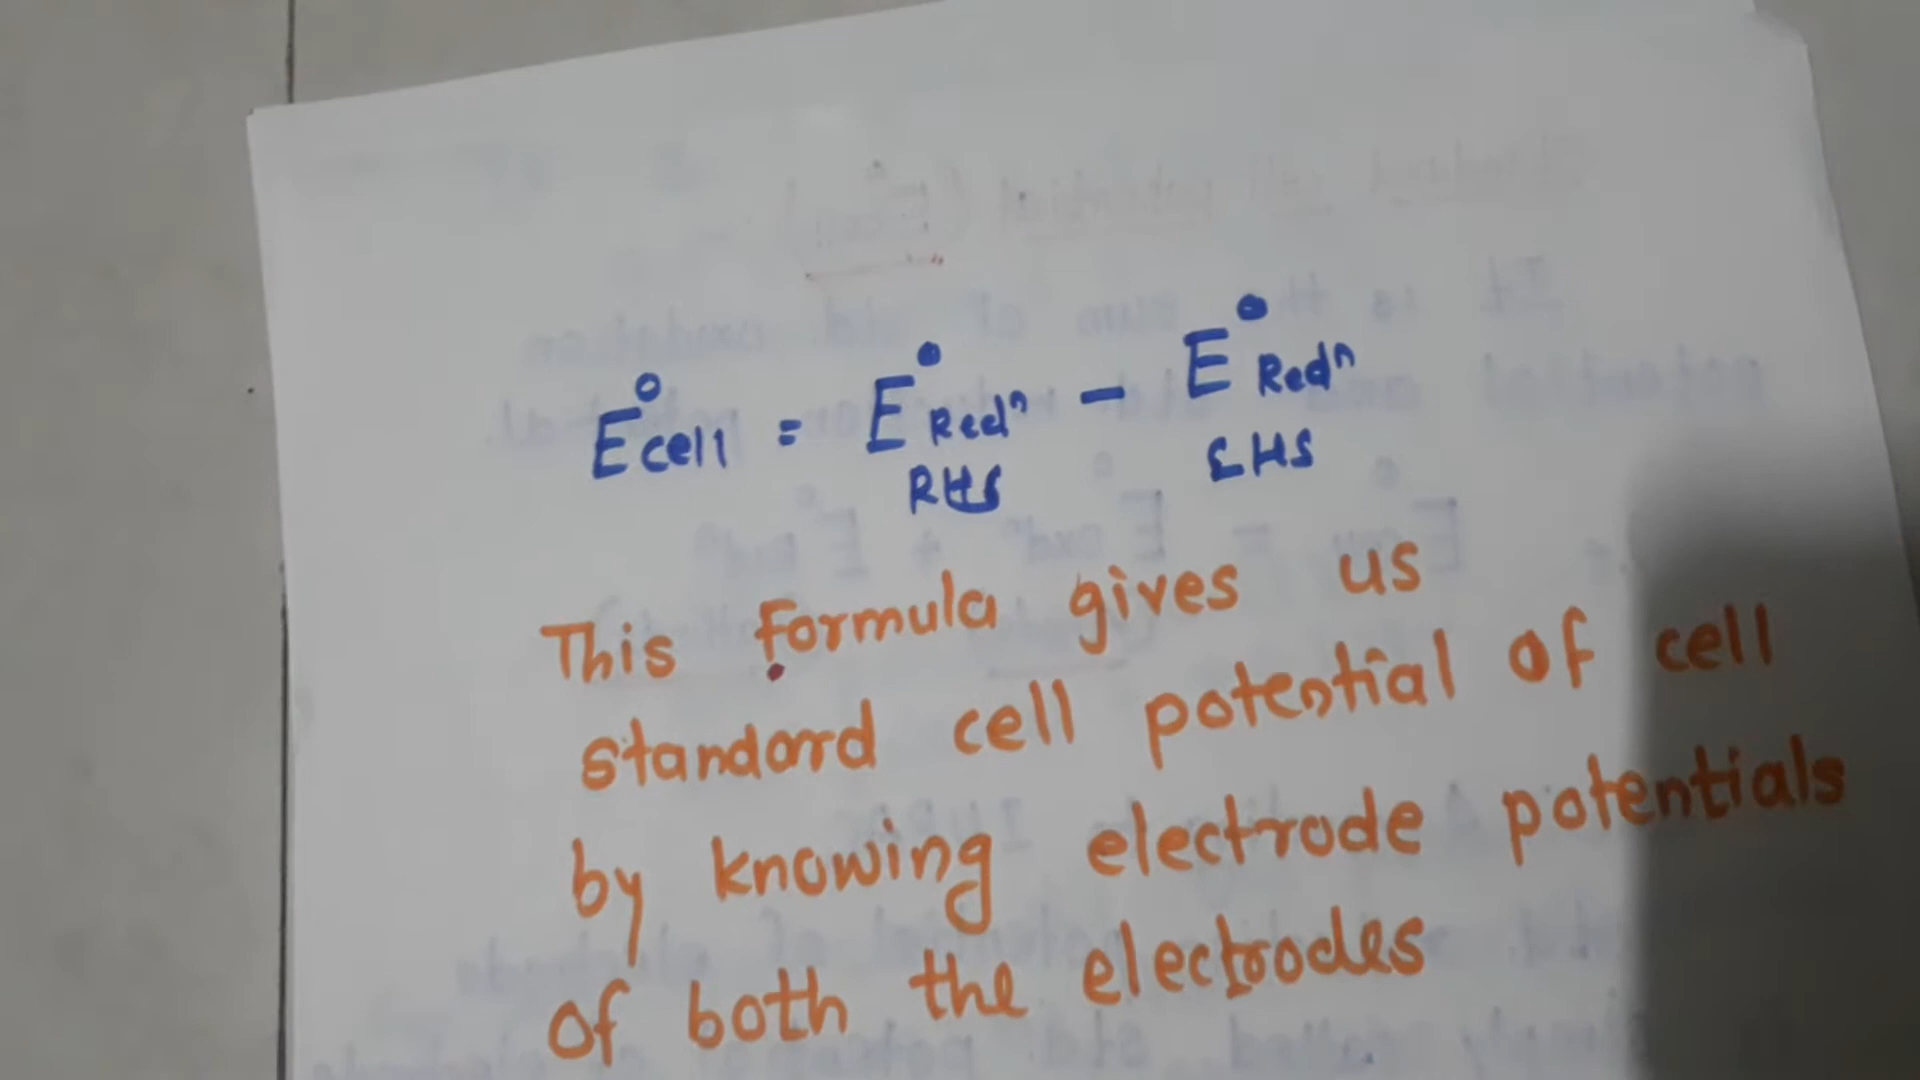 E°cell = E°Redⁿ - E°Redⁿ
RHS LHS
This formula gives us
standard cell potential of cell
by knowing electrode potentials
of both the electrodes